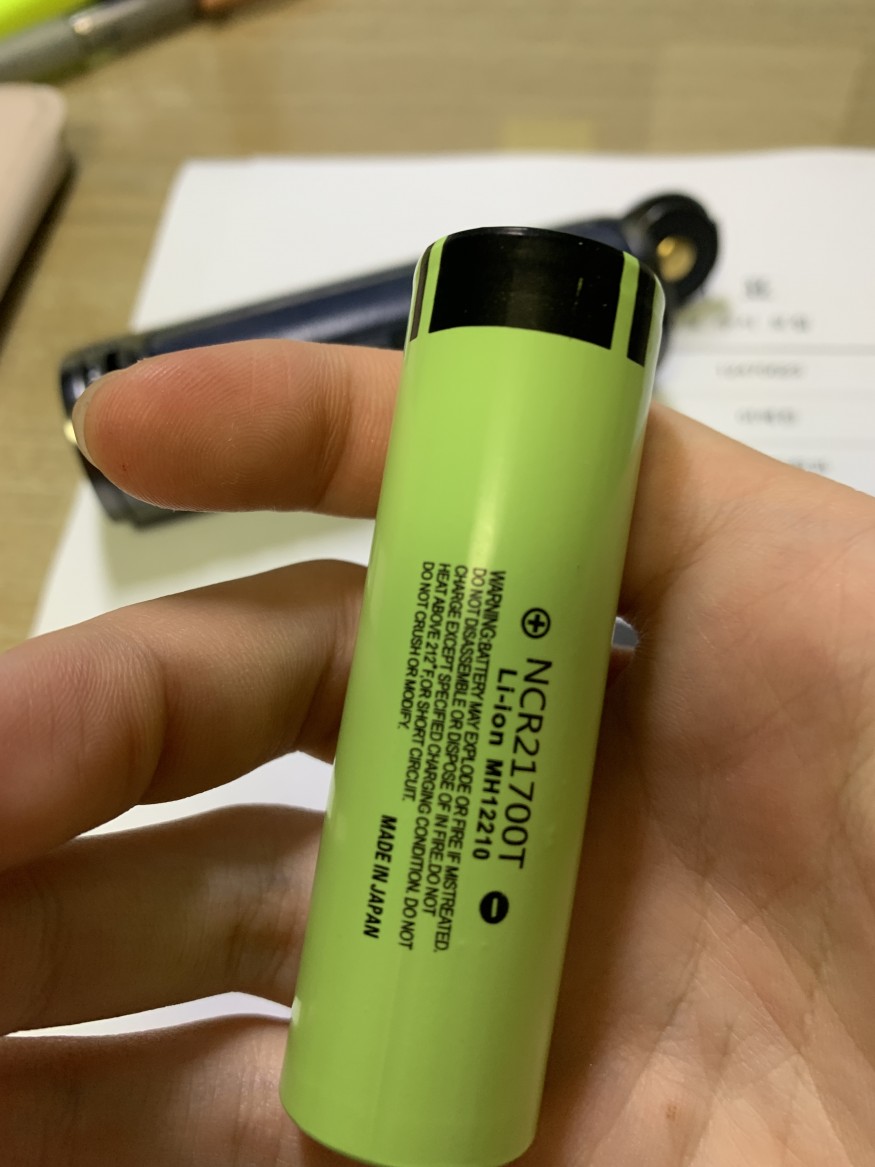 ⊕ NCR21700T ⊖
Li-ion MH12210
WARNING:BATTERY MAY EXPLODE OR FIRE IF MISTREATED.
DO NOT DISASSEMBLE OR DISPOSE OF IN FIRE.DO NOT
CHARGE EXCEPT SPECIFIED CHARGING CONDITION. DO NOT
HEAT ABOVE 212°F,OR SHORT CIRCUIT.
DO NOT CRUSH OR MODIFY.
MADE IN JAPAN